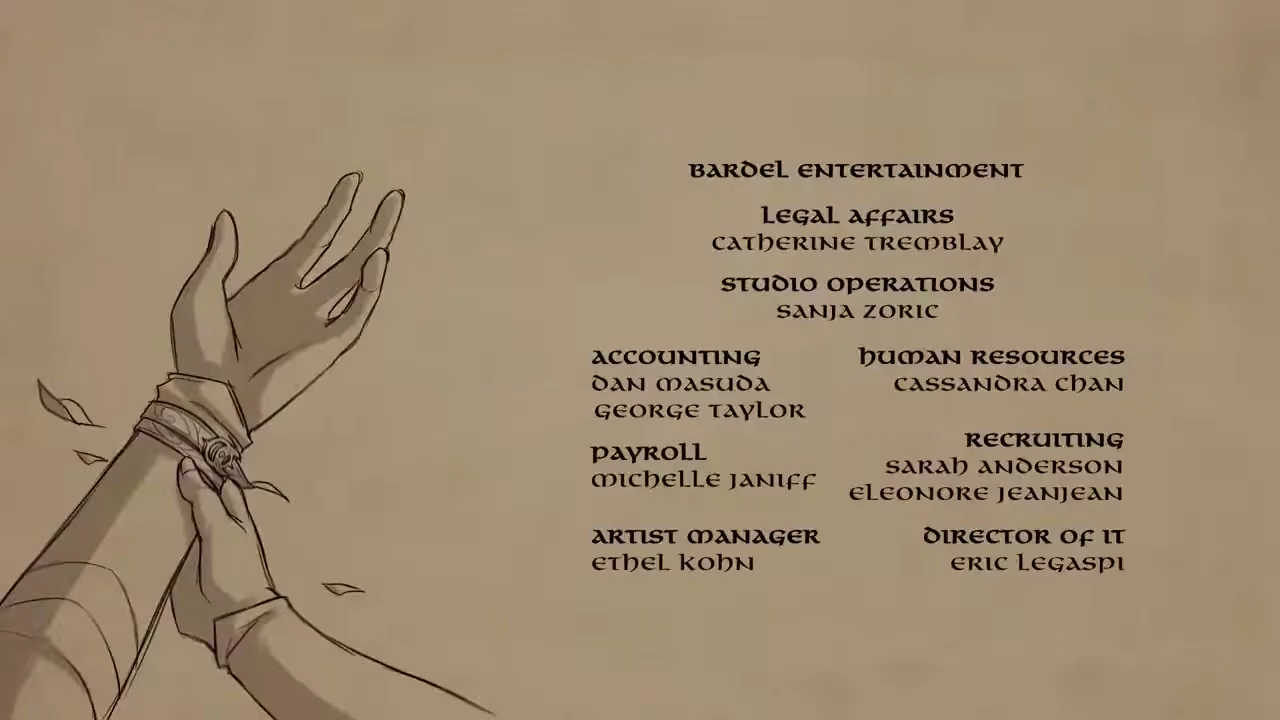 BARDEL ENTERTAINMENT
LEGAL AFFAIRS
CATHERINE TREMBLAY
STUDIO OPERATIONS
SANJA ZORIC
ACCOUNTING
DAN MASUDA
GEORGE TAYLOR
PAYROLL
MICHELLE JANIFF
ARTIST MANAGER
ETHEL KOHN
HUMAN RESOURCES
CASSANDRA CHAN
RECRUITING
SARAH ANDERSON
ELEONORE JEANJEAN
DIRECTOR OF IT
ERIC LEGASPI